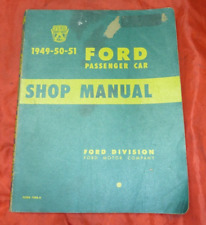 1949-50-51 FORD
PASSENGER CAR
SHOP MANUAL
FORD DIVISION
FORD MOTOR COMPANY